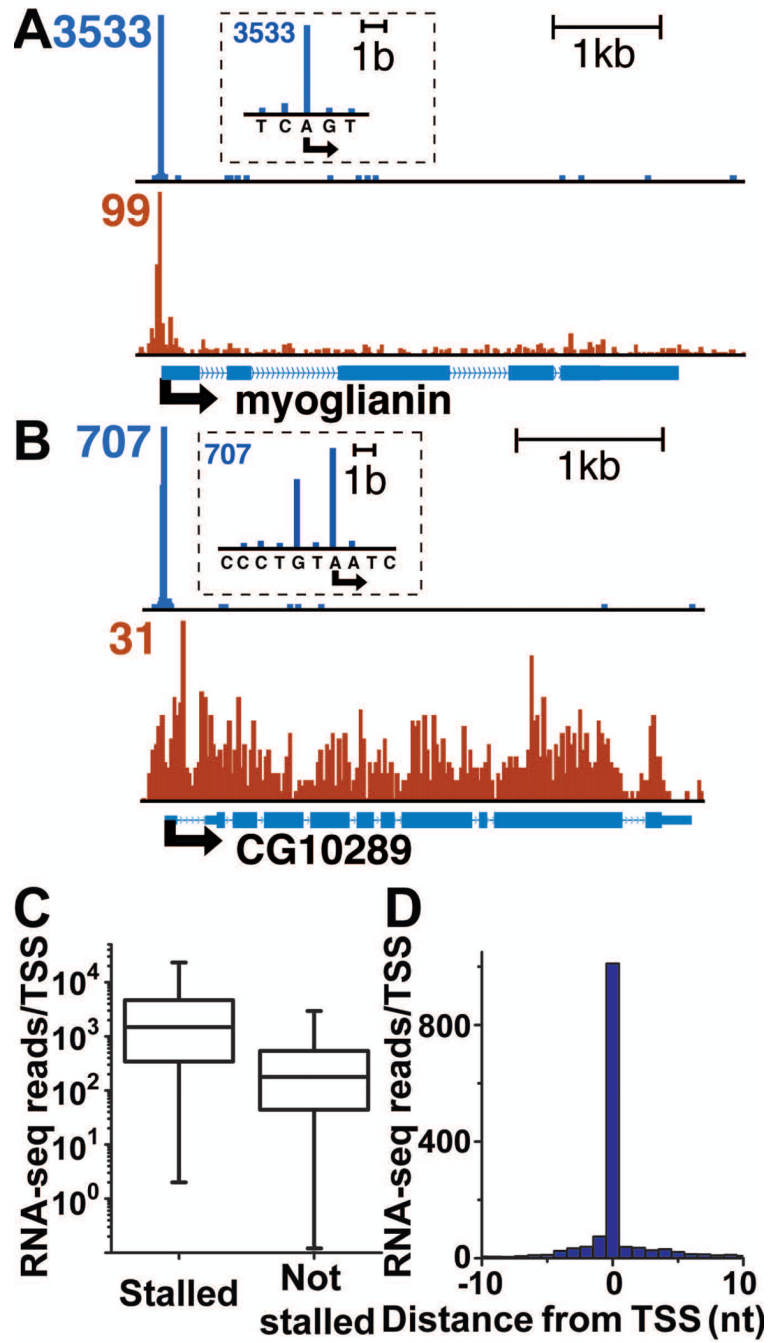 A
3533
3533
1b
1kb
T C A G T
99
myoglianin
B
707
707
1b
1kb
C C C T G T A A T C
31
CG10289
C
RNA-seq reads/TSS
10⁴
10³
10²
10¹
10⁰
Stalled
Not
stalled
D
RNA-seq reads/TSS
800
400
0
-10
0
10
Distance from TSS (nt)